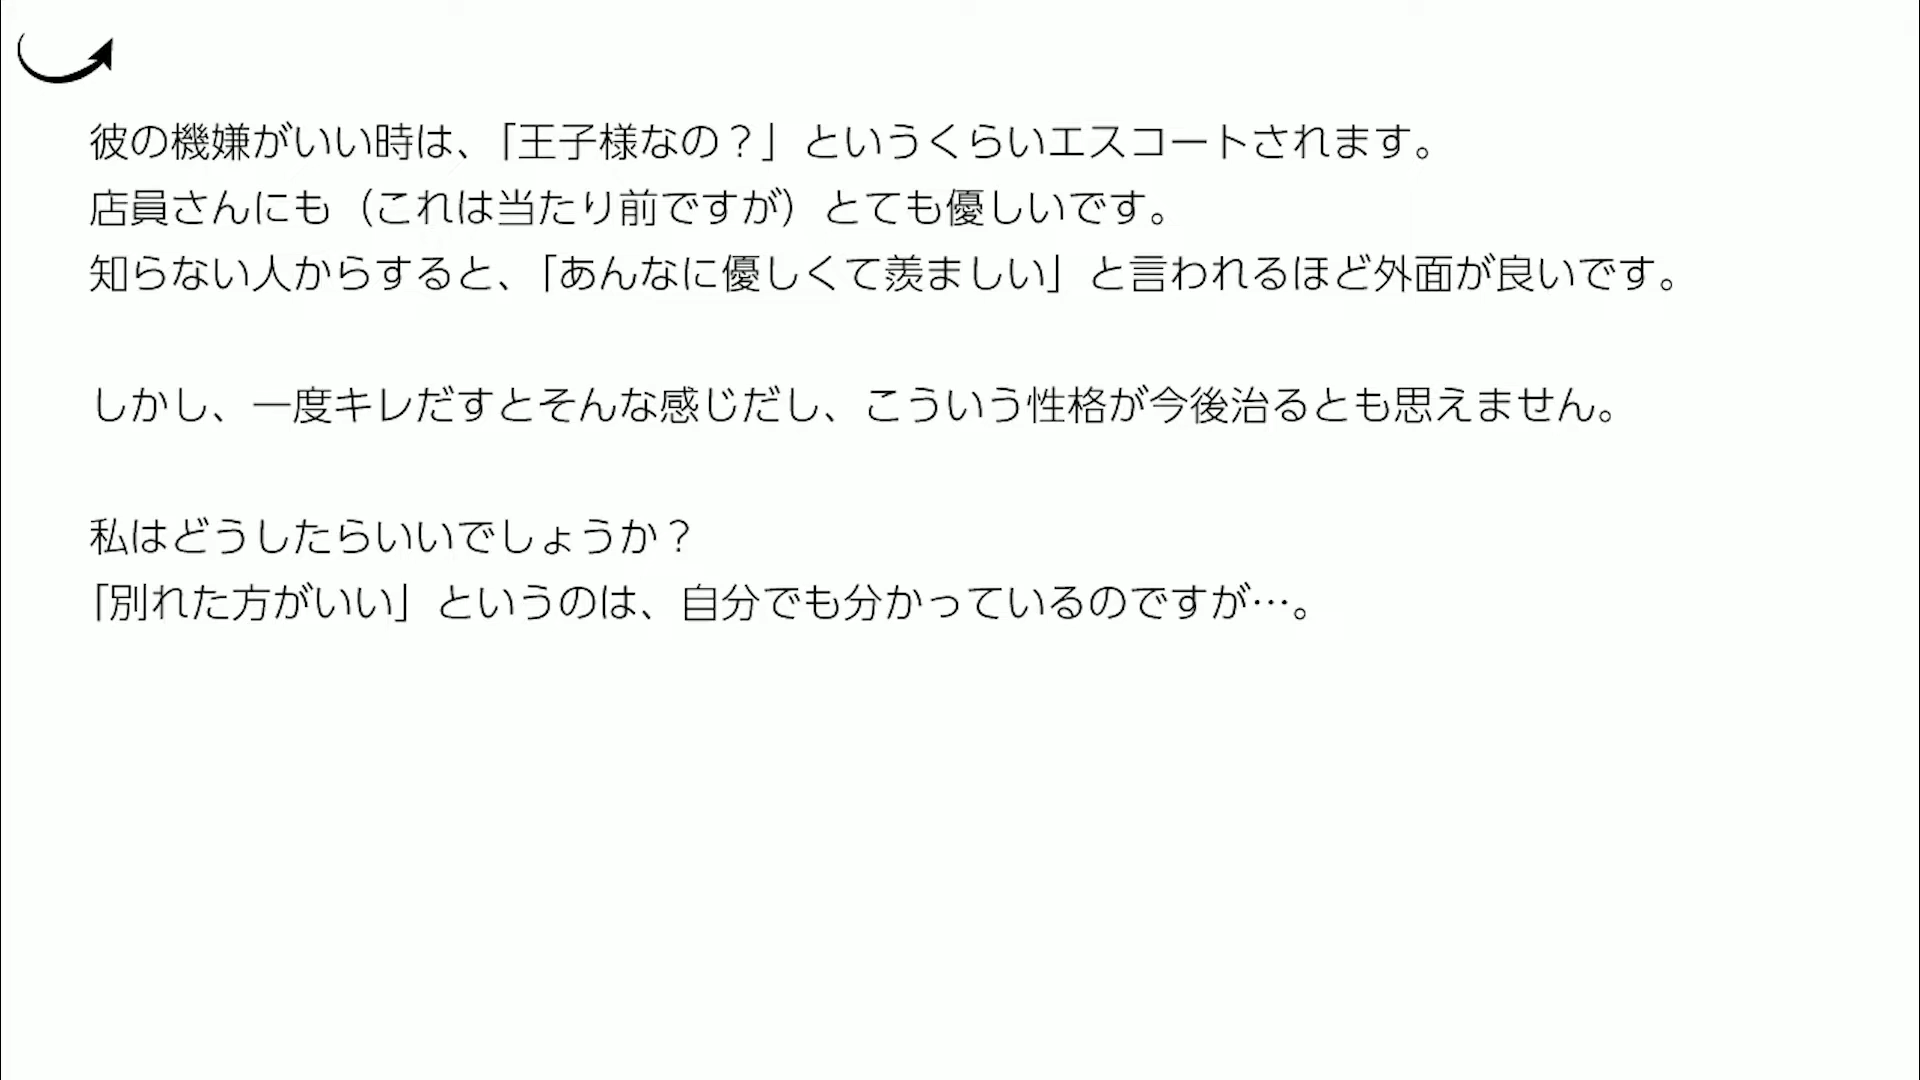 彼の機嫌がいい時は、「王子様なの？」というくらいエスコートされます。
店員さんにも（これは当たり前ですが）とても優しいです。
知らない人からすると、「あんなに優しくて羨ましい」と言われるほど外面が良いです。
しかし、一度キレだすとそんな感じだし、こういう性格が今後治るとも思えません。
私はどうしたらいいでしょうか？
「別れた方がいい」というのは、自分でも分かっているのですが…。